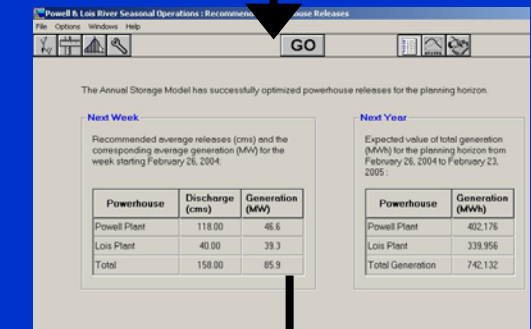 Powell & Lois River Seasonal Operations : Recommen ouse Releases
File Options Windows Help
GO
The Annual Storage Model has successfully optimized powerhouse releases for the planning horizon.
Next Week
Recommended average releases (cms) and the
corresponding average generation (MW) for the
week starting February 26, 2004:
Powerhouse Discharge (cms) Generation (MW)
Powell Plant 118.00 46.6
Lois Plant 40.00 39.3
Total 158.00 85.9
Next Year
Expected value of total generation
(MWh) for the planning horizon from
February 26, 2004 to February 23,
2005 :
Powerhouse Generation (MWh)
Powell Plant 402,176
Lois Plant 339,956
Total Generation 742,132